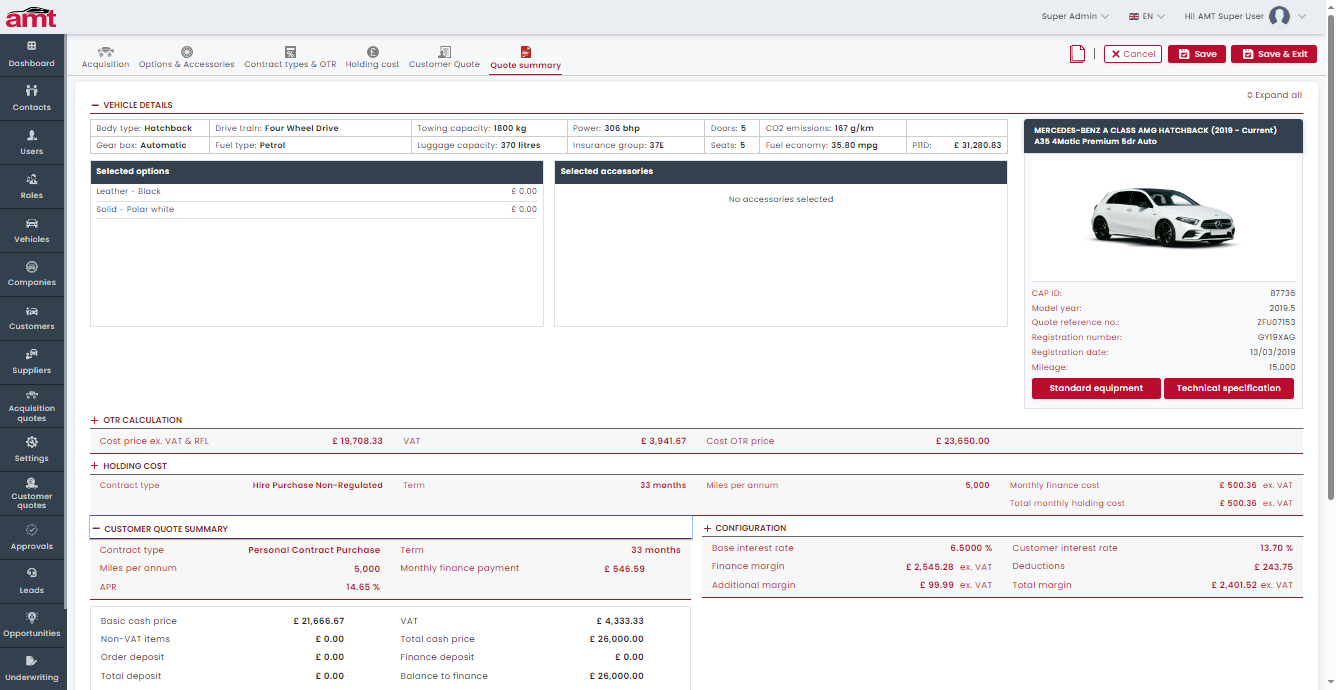 amt
Super Admin EN Hi! AMT Super User
Dashboard
Contacts
Users
Roles
Vehicles
Companies
Customers
Suppliers
Acquisition
quotes
Settings
Customer
quotes
Approvals
Leads
Opportunities
Underwriting
Acquisition Options & Accessories Contract types & OTR Holding cost Customer Quote Quote summary
Cancel Save Save & Exit
Expand all
VEHICLE DETAILS
Body type: Hatchback Drive train: Four Wheel Drive Towing capacity: 1800 kg Power: 306 bhp Doors: 5 CO2 emissions: 167 g/km
Gear box: Automatic Fuel type: Petrol Luggage capacity: 370 litres Insurance group: 37E Seats: 5 Fuel economy: 35.80 mpg P11D: £ 31,280.83
Selected options
Leather - Black £ 0.00
Solid - Polar white £ 0.00
Selected accessories
No accessories selected
MERCEDES-BENZ A CLASS AMG HATCHBACK (2019 - Current)
A35 4Matic Premium 5dr Auto
CAP ID: 87736
Model year: 2019.5
Quote reference no.: ZFU07153
Registration number: GY19XAG
Registration date: 13/03/2019
Mileage: 15,000
Standard equipment Technical specification
OTR CALCULATION
Cost price ex. VAT & RFL £ 19,708.33 VAT £ 3,941.67 Cost OTR price £ 23,650.00
HOLDING COST
Contract type Hire Purchase Non-Regulated Term 33 months Miles per annum 5,000 Monthly finance cost £ 500.36 ex. VAT
Total monthly holding cost £ 500.36 ex. VAT
CUSTOMER QUOTE SUMMARY
Contract type Personal Contract Purchase Term 33 months
Miles per annum 5,000 Monthly finance payment £ 546.59
APR 14.65 %
Basic cash price £ 21,666.67 VAT £ 4,333.33
Non-VAT items £ 0.00 Total cash price £ 26,000.00
Order deposit £ 0.00 Finance deposit £ 0.00
Total deposit £ 0.00 Balance to finance £ 26,000.00
CONFIGURATION
Base interest rate 6.5000 % Customer interest rate 13.70 %
Finance margin £ 2,545.28 ex. VAT Deductions £ 243.75
Additional margin £ 99.99 ex. VAT Total margin £ 2,401.52 ex. VAT